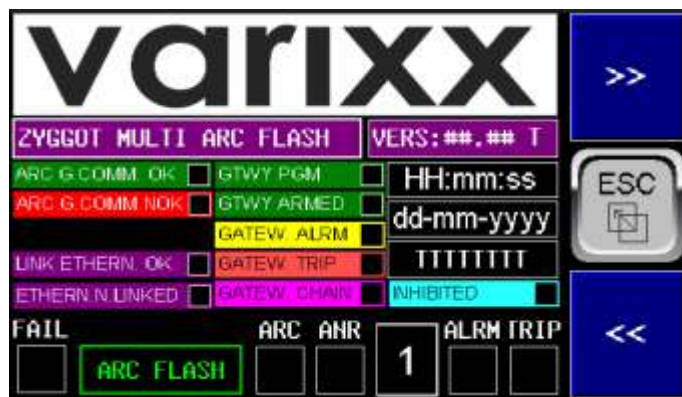 varixx
>>
ZYGGOT MULTI ARC FLASH VERS:##.## T
ARC G.COMM. OK GTWY PGM HH:mm:ss
ESC
ARC G.COMM NOK GTWY ARMED dd-mm-yyyy
GATEW. ALRM
LINK ETHERN. OK GATEW. TRIP TTTTTTTT
ETHERN.N.LINKED GATEW. CHAIN INHIBITED
FAIL ARC ANR ALRM TRIP
<<
ARC FLASH 1